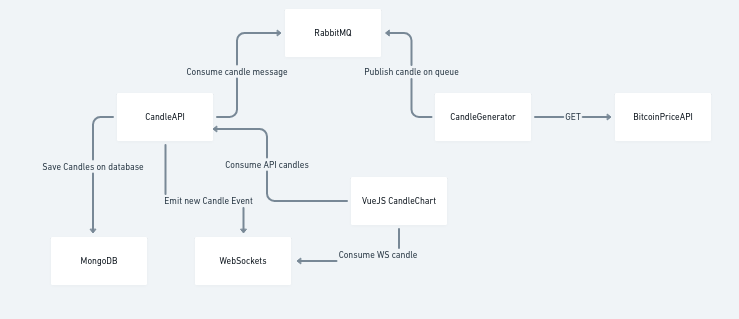 RabbitMQ
Consume candle message
Publish candle on queue
CandleAPI
CandleGenerator
GET
BitcoinPriceAPI
Save Candles on database
Consume API candles
Emit new Candle Event
VueJS CandleChart
Consume WS candle
MongoDB
WebSockets